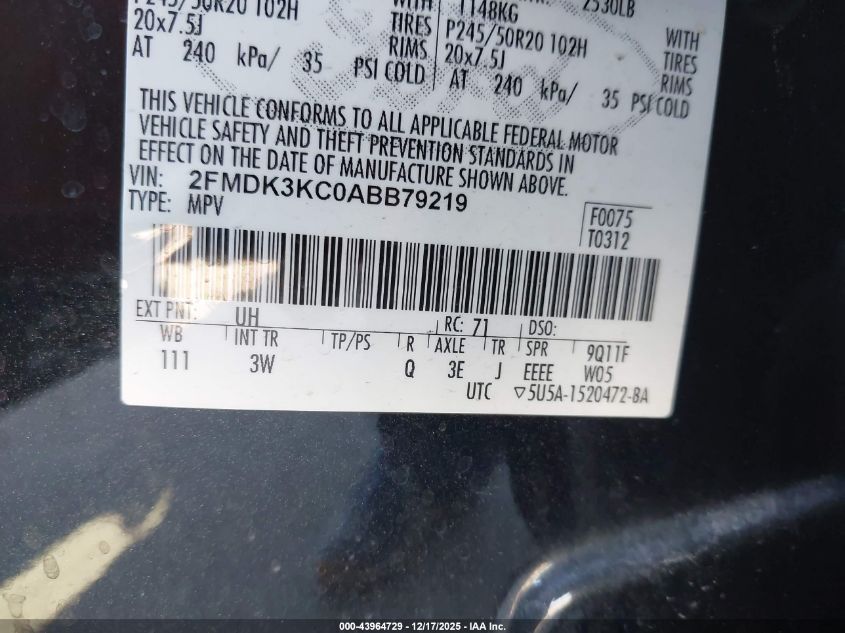 1148KG 2530LB
P245/50R20 102H WITH
20x7.5J TIRES P245/50R20 102H WITH
AT 240 kPa/ 35 PSI COLD RIMS 20x7.5J TIRES
AT 240 kPa/ 35 PSI COLD RIMS
THIS VEHICLE CONFORMS TO ALL APPLICABLE FEDERAL MOTOR
VEHICLE SAFETY AND THEFT PREVENTION STANDARDS IN
EFFECT ON THE DATE OF MANUFACTURE SHOWN ABOVE.
VIN: 2FMDK3KC0ABB79219
TYPE: MPV
F0075
T0312
EXT PNT: UH RC: 71 DSO:
WB INT TR TP/PS R AXLE TR SPR 9Q11F
111 3W Q 3E J EEEE W05
UTC ▽5U5A-1520472-BA
000-43964729 - 12/17/2025 - IAA Inc.